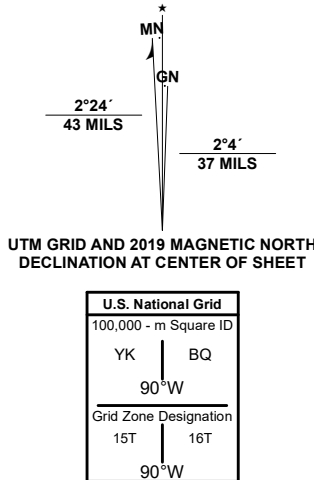 MN
GN
2°24´
43 MILS
2°4´
37 MILS
UTM GRID AND 2019 MAGNETIC NORTH
DECLINATION AT CENTER OF SHEET
U.S. National Grid
100,000 - m Square ID
YK BQ
90°W
Grid Zone Designation
15T 16T
90°W